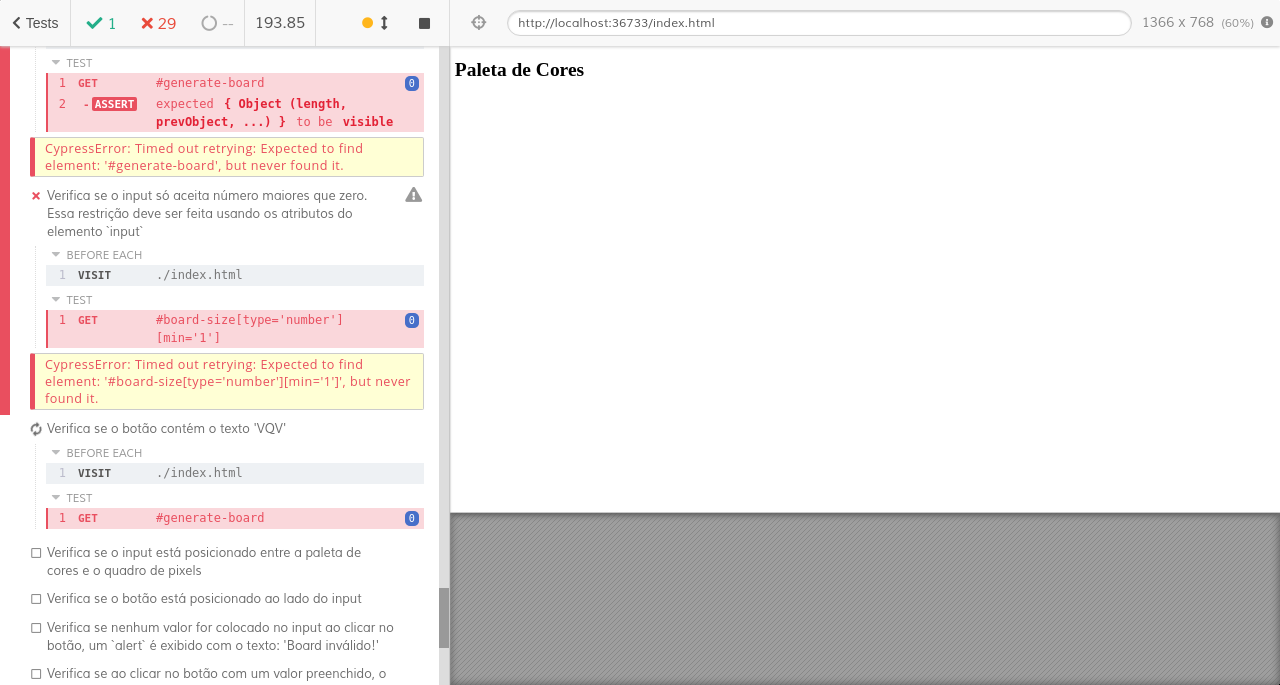 Tests
1
29
--
193.85
http://localhost:36733/index.html
1366 x 768 (60%)
TEST
1 GET #generate-board 0
2 -ASSERT expected { Object (length,
prevObject, ...) } to be visible
CypressError: Timed out retrying: Expected to find
element: '#generate-board', but never found it.
Verifica se o input só aceita número maiores que zero.
Essa restrição deve ser feita usando os atributos do
elemento `input`
BEFORE EACH
1 VISIT ./index.html
TEST
1 GET #board-size[type='number'] 0
[min='1']
CypressError: Timed out retrying: Expected to find
element: '#board-size[type='number'][min='1']', but never
found it.
Verifica se o botão contém o texto 'VQV'
BEFORE EACH
1 VISIT ./index.html
TEST
1 GET #generate-board 0
Verifica se o input está posicionado entre a paleta de
cores e o quadro de pixels
Verifica se o botão está posicionado ao lado do input
Verifica se nenhum valor for colocado no input ao clicar no
botão, um `alert` é exibido com o texto: 'Board inválido!'
Verifica se ao clicar no botão com um valor preenchido, o
Paleta de Cores